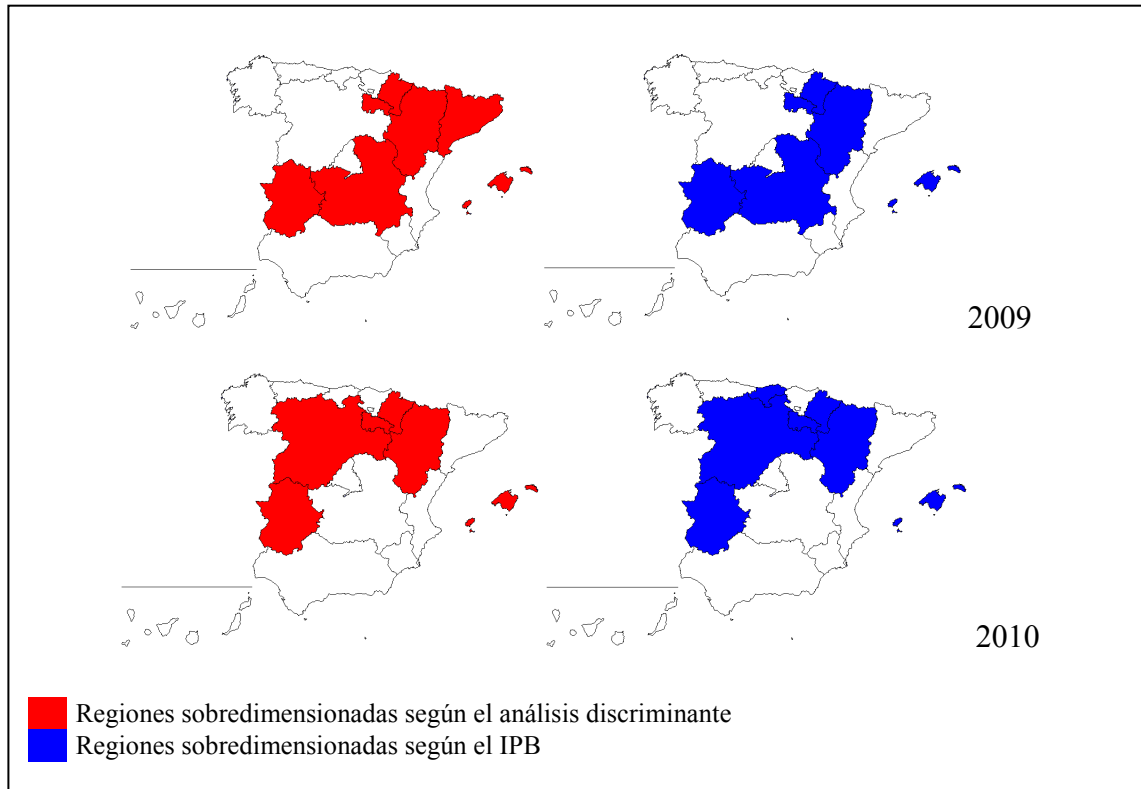 2009
2010
Regiones sobredimensionadas según el análisis discriminante
Regiones sobredimensionadas según el IPB